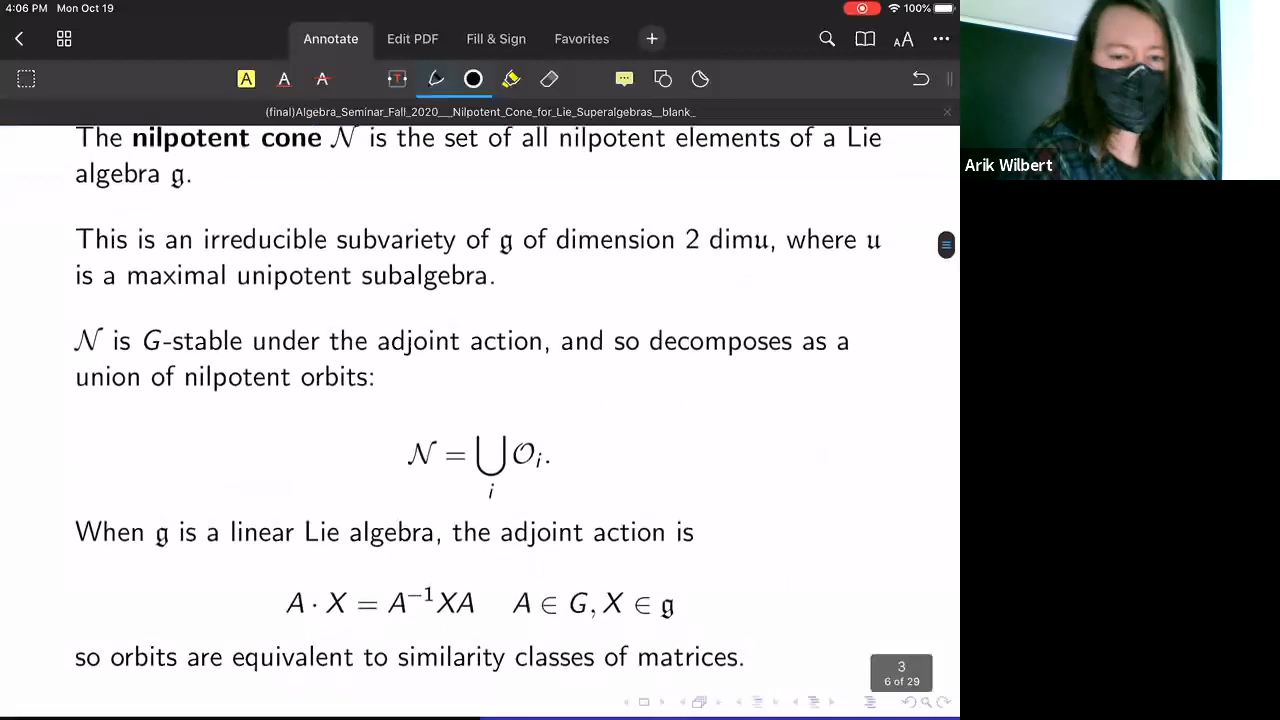 4:06 PM Mon Oct 19
100%
Annotate Edit PDF Fill & Sign Favorites
AA
A A A T
(final)Algebra_Seminar_Fall_2020___Nilpotent_Cone_for_Lie_Superalgebras__blank_
The nilpotent cone 𝒩 is the set of all nilpotent elements of a Lie
algebra 𝔤.
This is an irreducible subvariety of 𝔤 of dimension 2 dim𝔲, where 𝔲
is a maximal unipotent subalgebra.
𝒩 is G-stable under the adjoint action, and so decomposes as a
union of nilpotent orbits:
𝒩 = ⋃ 𝒪ᵢ.
i
When 𝔤 is a linear Lie algebra, the adjoint action is
A · X = A⁻¹XA A ∈ G, X ∈ 𝔤
so orbits are equivalent to similarity classes of matrices.
3
6 of 29
Arik Wilbert